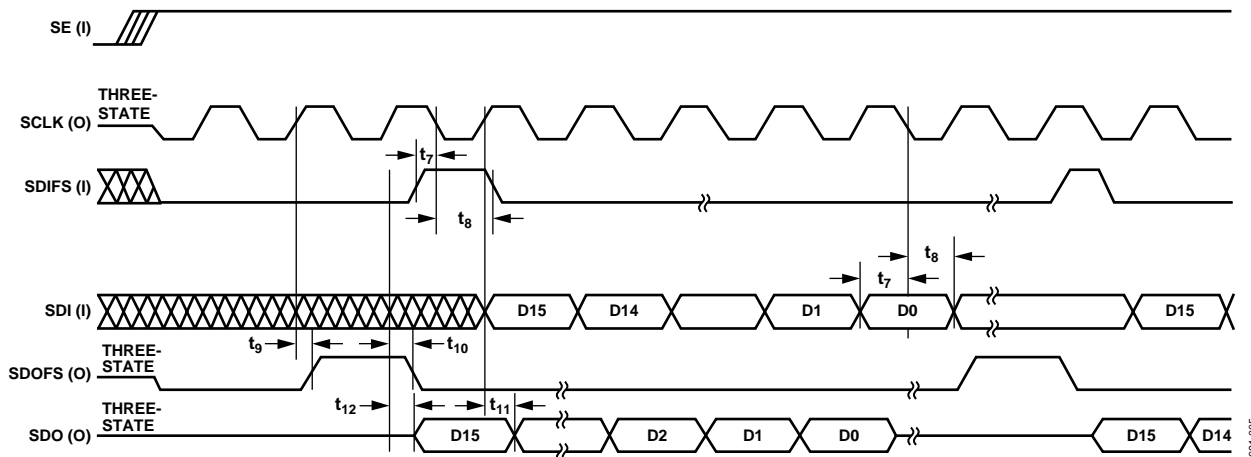 SE (I)
THREE-
STATE
SCLK (O)
t7
SDIFS (I)
t8
t8
t7
SDI (I)
D15
D14
D1
D0
D15
t9
t10
THREE-
STATE
SDOFS (O)
t12
t11
THREE-
STATE
SDO (O)
D15
D2
D1
D0
D15
D14